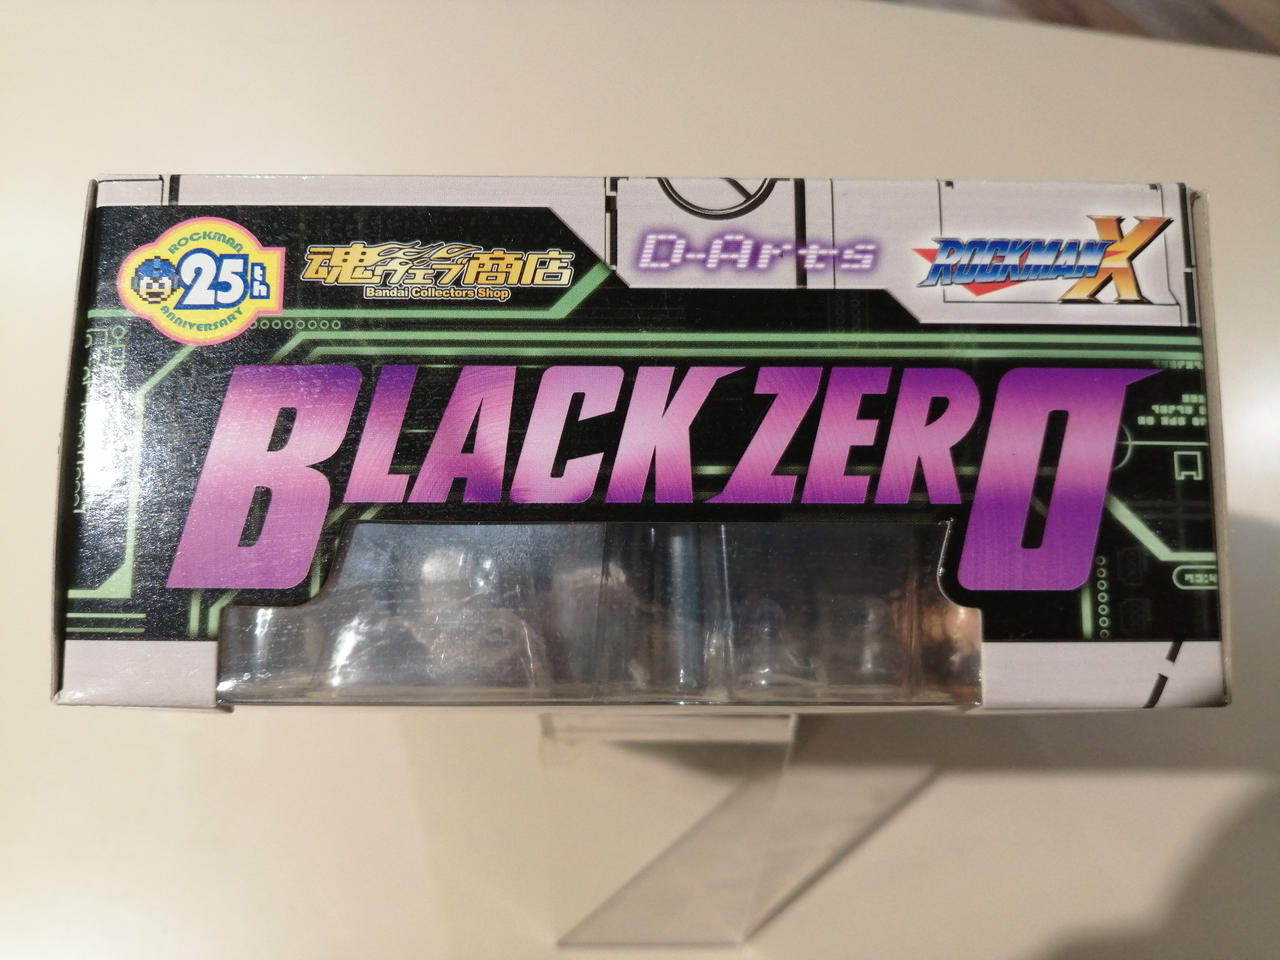 ROCKMAN
25th
ANNIVERSARY
魂ウェブ商店
Bandai Collectors Shop
D-Arts
ROCKMAN X
BLACK ZERO